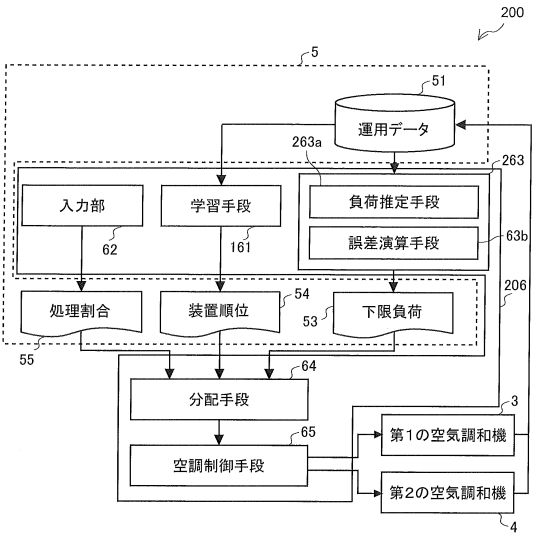 200
5
51
運用データ
263a
263
入力部
学習手段
負荷推定手段
62
161
誤差演算手段
63b
処理割合
装置順位
54
下限負荷
53
206
55
64
分配手段
65
3
空調制御手段
第1の空気調和機
第2の空気調和機
4